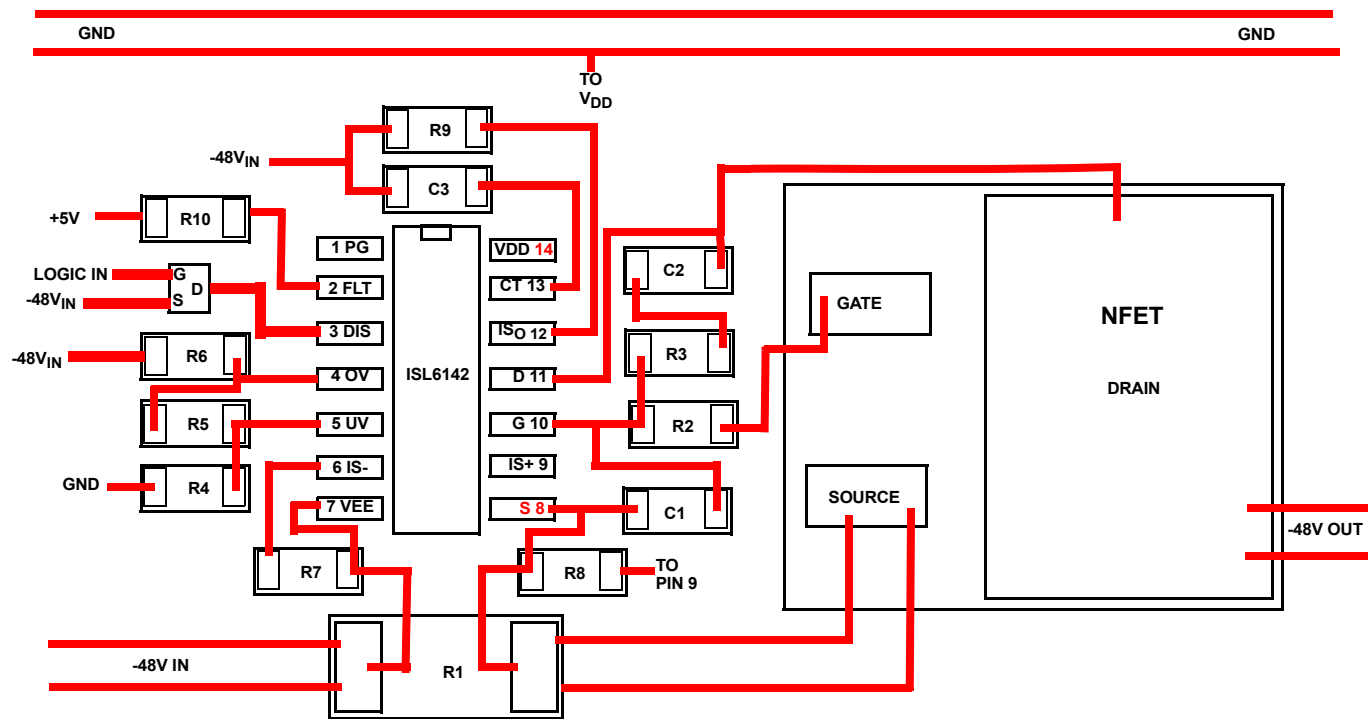 GND
GND
TO
VDD
R9
-48VIN
C3
R10
+5V
1 PG
VDD 14
C2
LOGIC IN
G
D
S
-48VIN
2 FLT
CT 13
GATE
NFET
3 DIS
ISO 12
R6
-48VIN
R3
ISL6142
4 OV
D 11
DRAIN
R5
5 UV
G 10
R2
6 IS-
IS+ 9
GND
R4
SOURCE
7 VEE
S 8
C1
-48V OUT
R7
R8
TO
PIN 9
-48V IN
R1